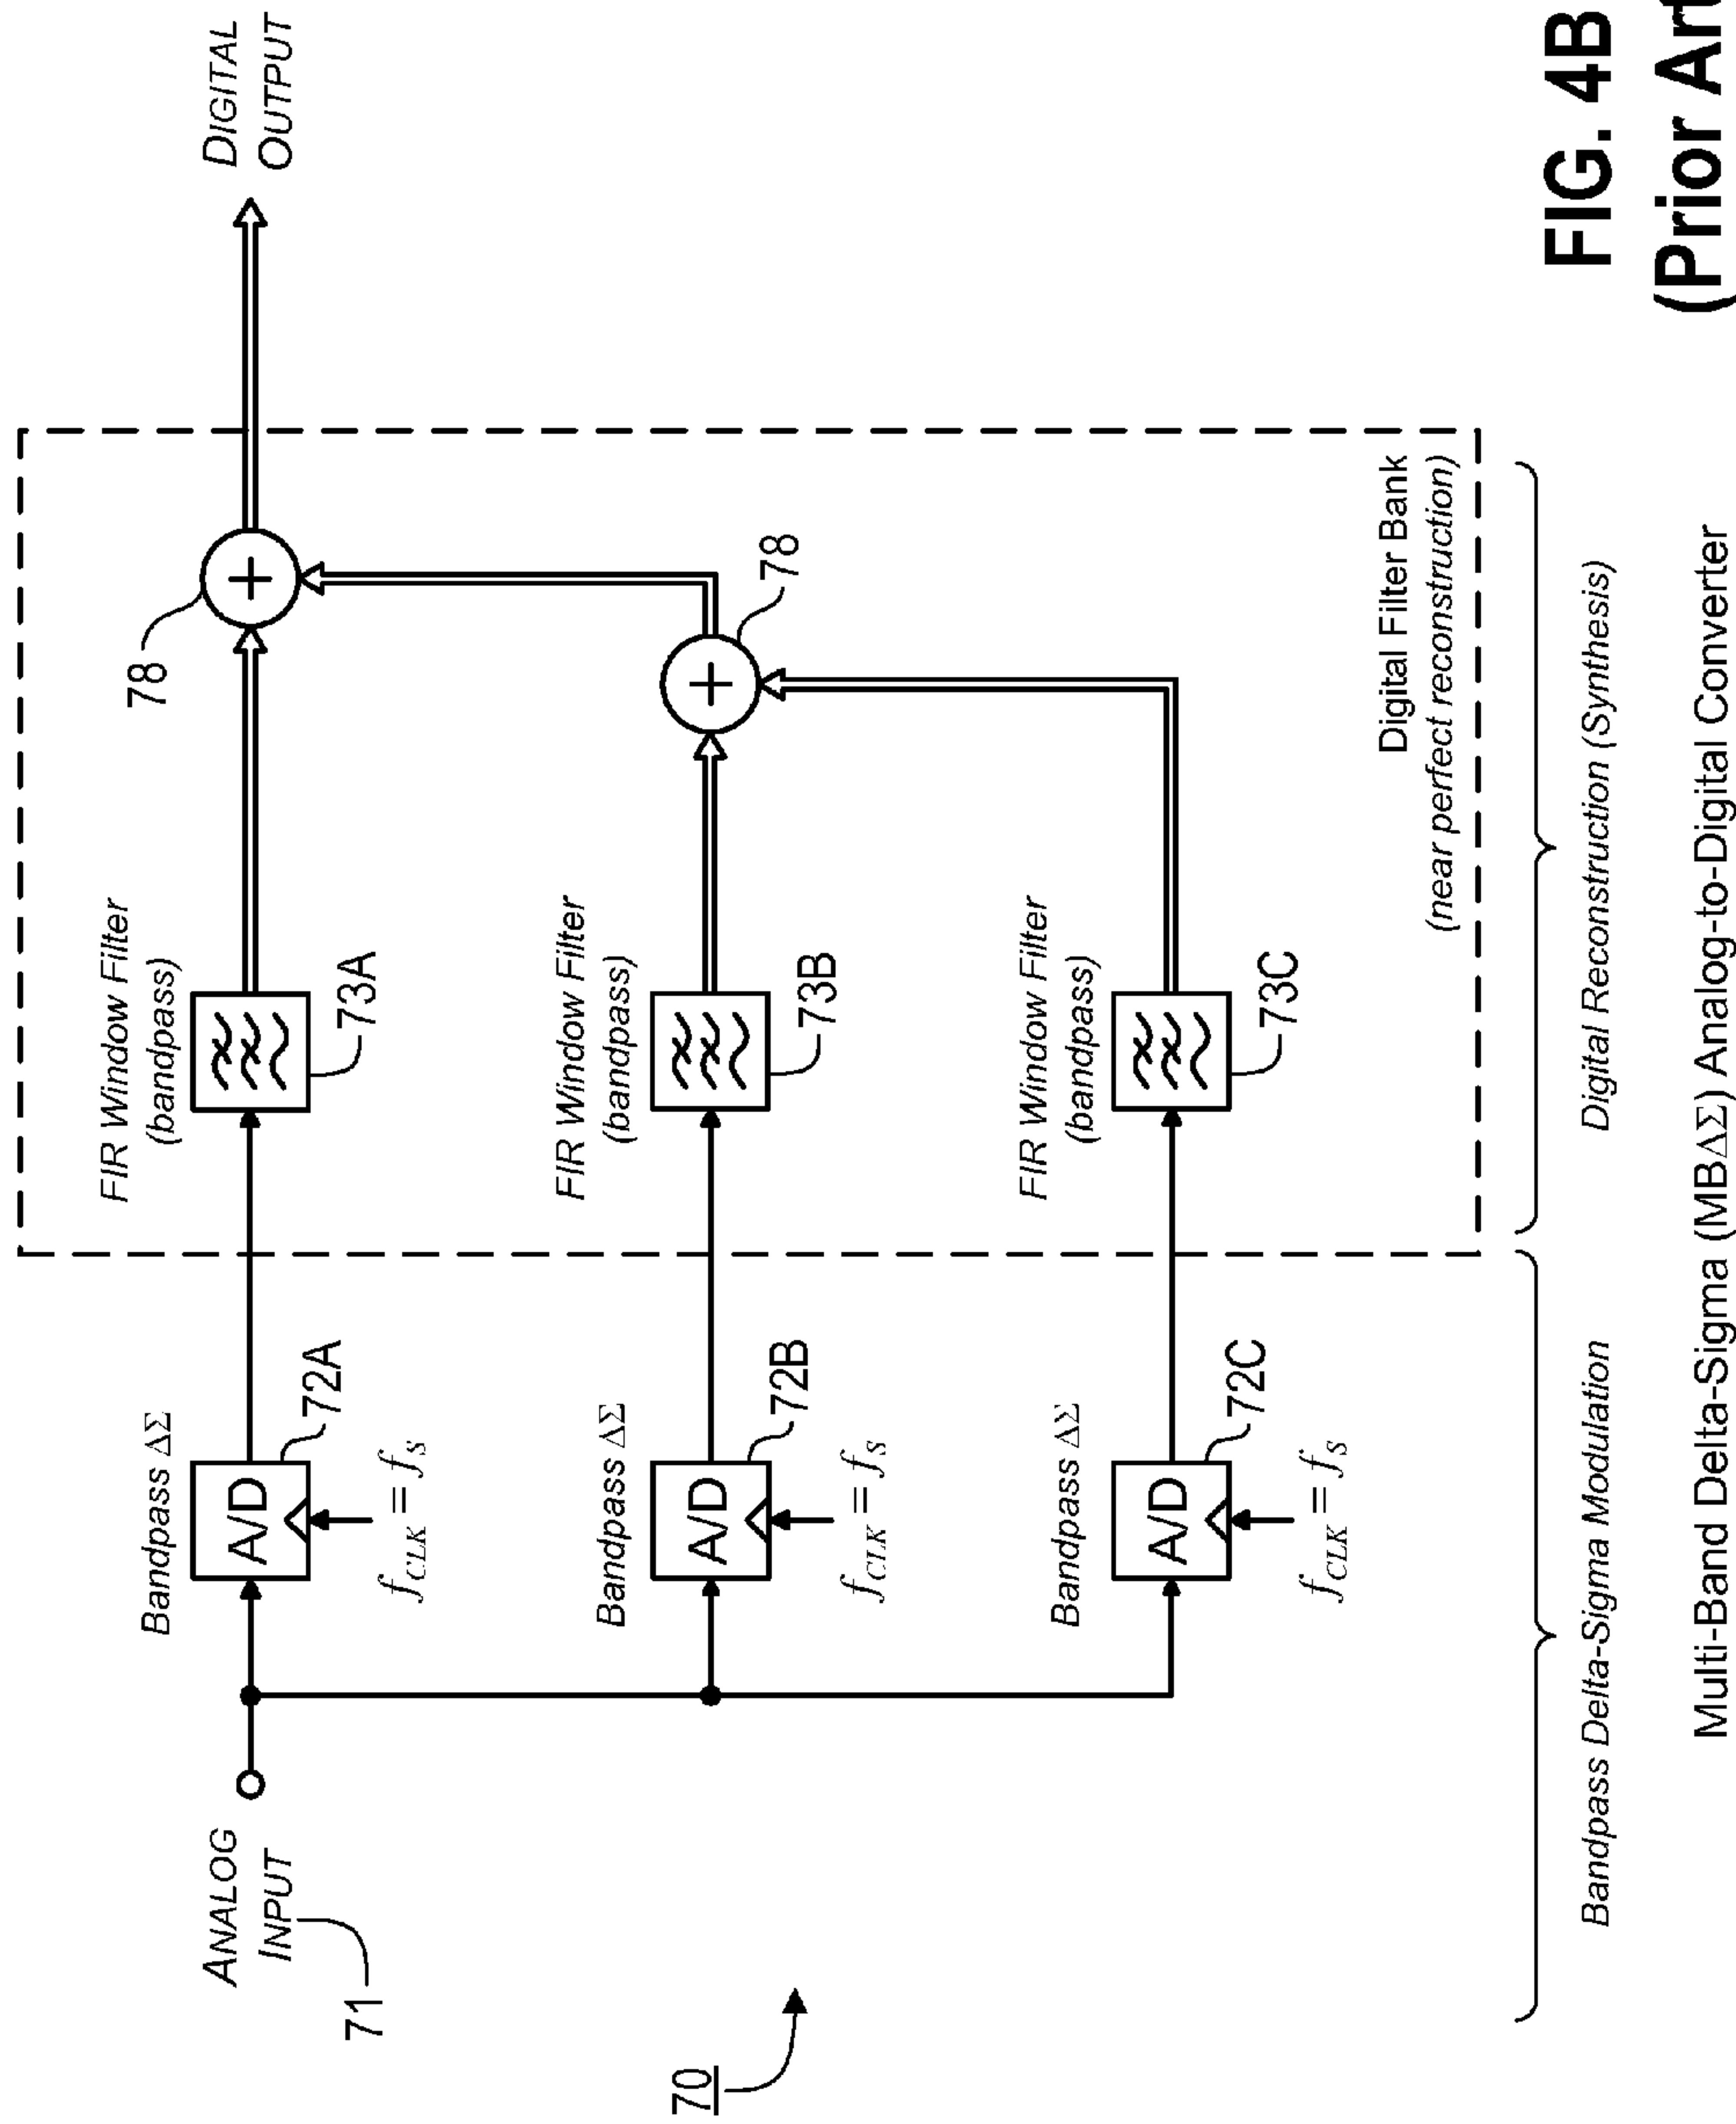 ANALOG
INPUT
71
70
Bandpass ΔΣ
A/D
72A
f_CLK = f_S
FIR Window Filter
(bandpass)
73A
78
DIGITAL
OUTPUT
Bandpass ΔΣ
A/D
72B
f_CLK = f_S
FIR Window Filter
(bandpass)
73B
78
Bandpass ΔΣ
A/D
72C
f_CLK = f_S
FIR Window Filter
(bandpass)
73C
Digital Filter Bank
(near perfect reconstruction)
Bandpass Delta-Sigma Modulation
Digital Reconstruction (Synthesis)
Multi-Band Delta-Sigma (MBΔΣ) Analog-to-Digital Converter
FIG. 4B
(Prior Art